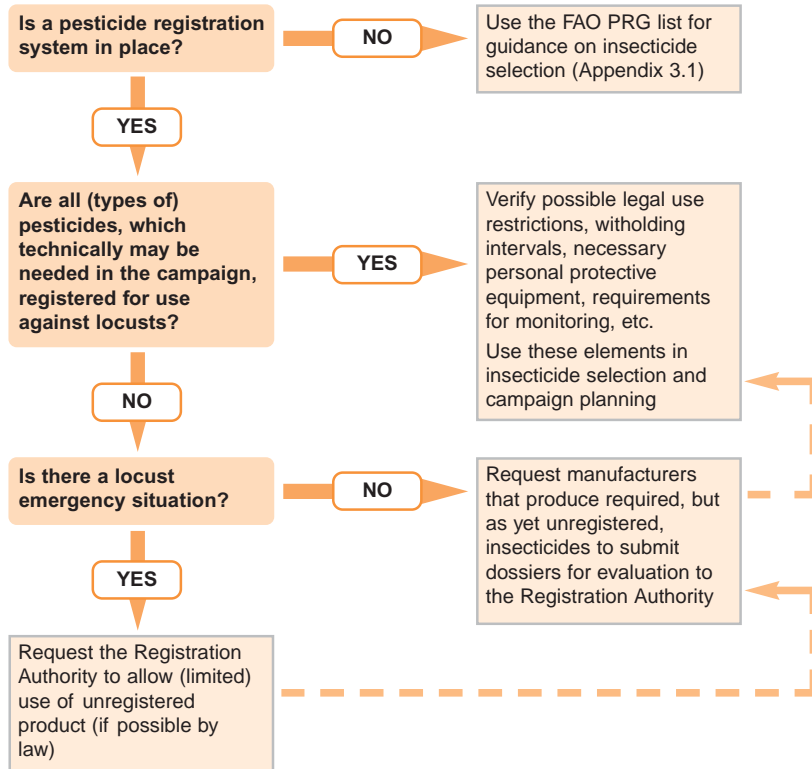 Is a pesticide registration
system in place?
NO
Use the FAO PRG list for
guidance on insecticide
selection (Appendix 3.1)
YES
Are all (types of)
pesticides, which
technically may be
needed in the campaign,
registered for use
against locusts?
YES
Verify possible legal use
restrictions, witholding
intervals, necessary
personal protective
equipment, requirements
for monitoring, etc.
Use these elements in
insecticide selection and
campaign planning
NO
Is there a locust
emergency situation?
NO
Request manufacturers
that produce required, but
as yet unregistered,
insecticides to submit
dossiers for evaluation to
the Registration Authority
YES
Request the Registration
Authority to allow (limited)
use of unregistered
product (if possible by
law)